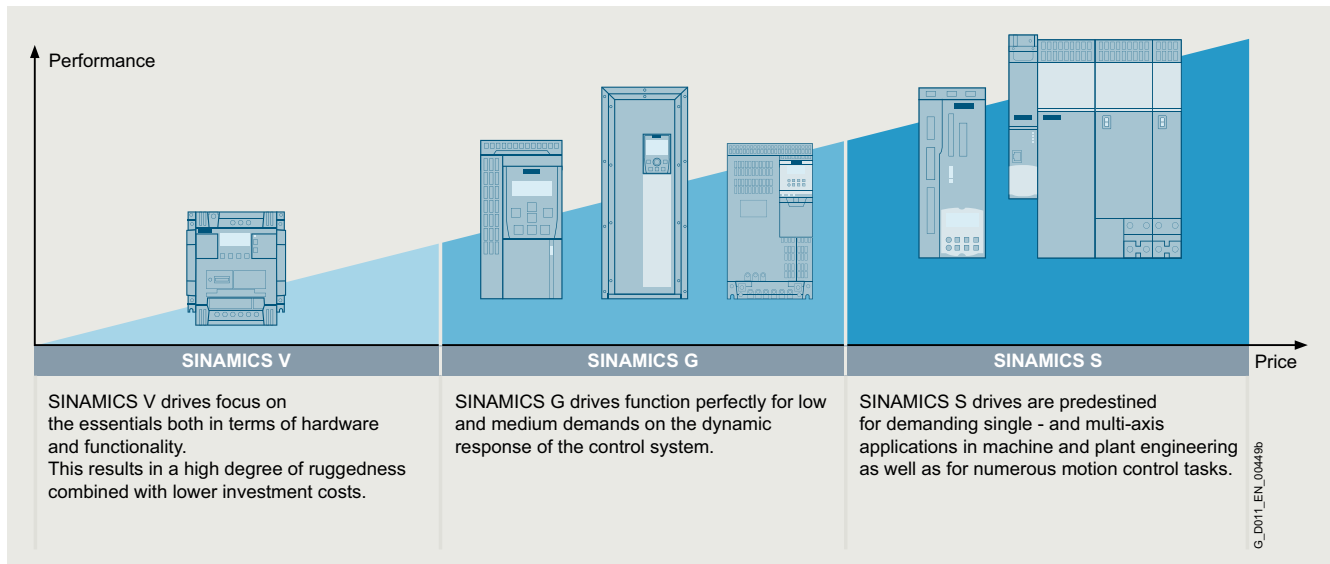 Performance
SINAMICS V
SINAMICS G
SINAMICS S
Price
SINAMICS V drives focus on
the essentials both in terms of hardware
and functionality.
This results in a high degree of ruggedness
combined with lower investment costs.
SINAMICS G drives function perfectly for low
and medium demands on the dynamic
response of the control system.
SINAMICS S drives are predestined
for demanding single - and multi-axis
applications in machine and plant engineering
as well as for numerous motion control tasks.
G_D011_EN_00449b